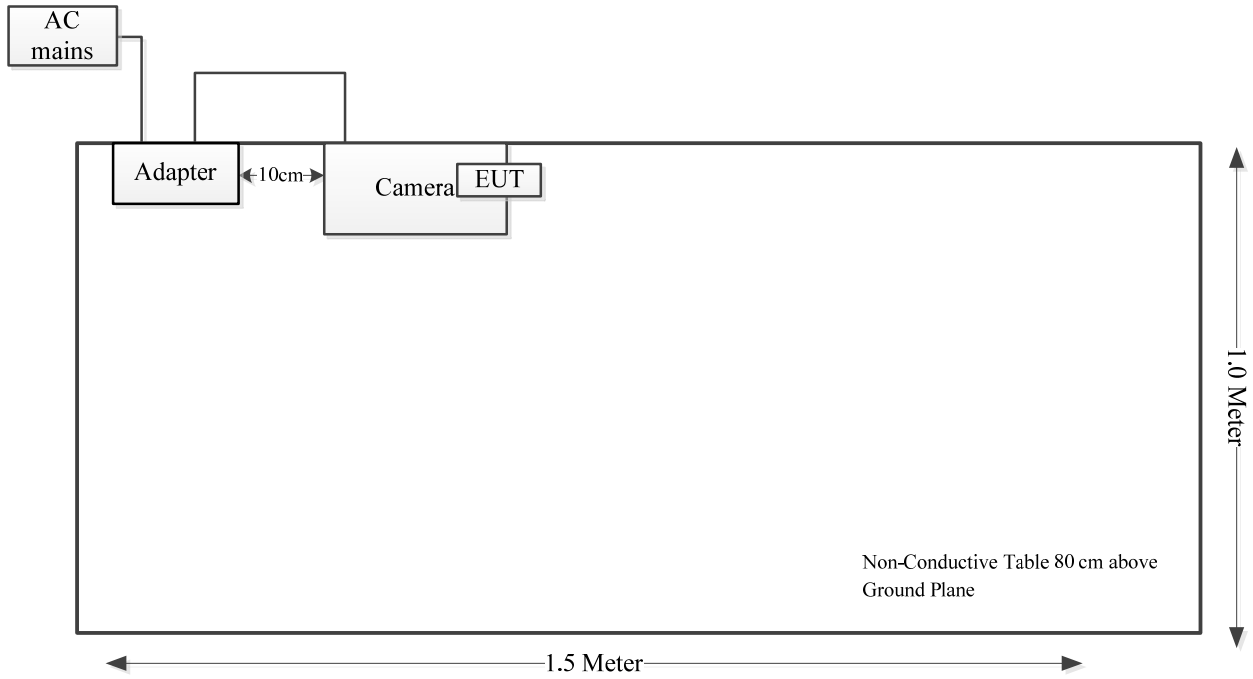 AC
mains
Adapter
10cm
Camera
EUT
1.0 Meter
Non-Conductive Table 80 cm above
Ground Plane
1.5 Meter